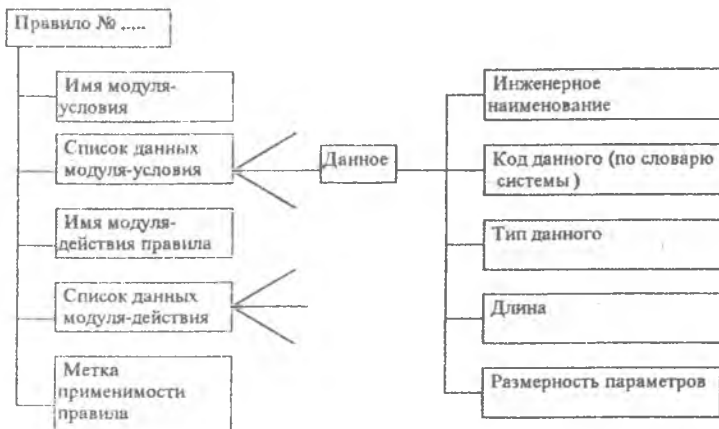 Правило № .....
Имя модуля-
условия
Список данных
модуля-условия
Имя модуля-
действия правила
Список данных
модуля-действия
Метка
применимости
правила
Данное
Инженерное
наименование
Код данного (по словарю
системы )
Тип данного
Длина
Размерность параметров